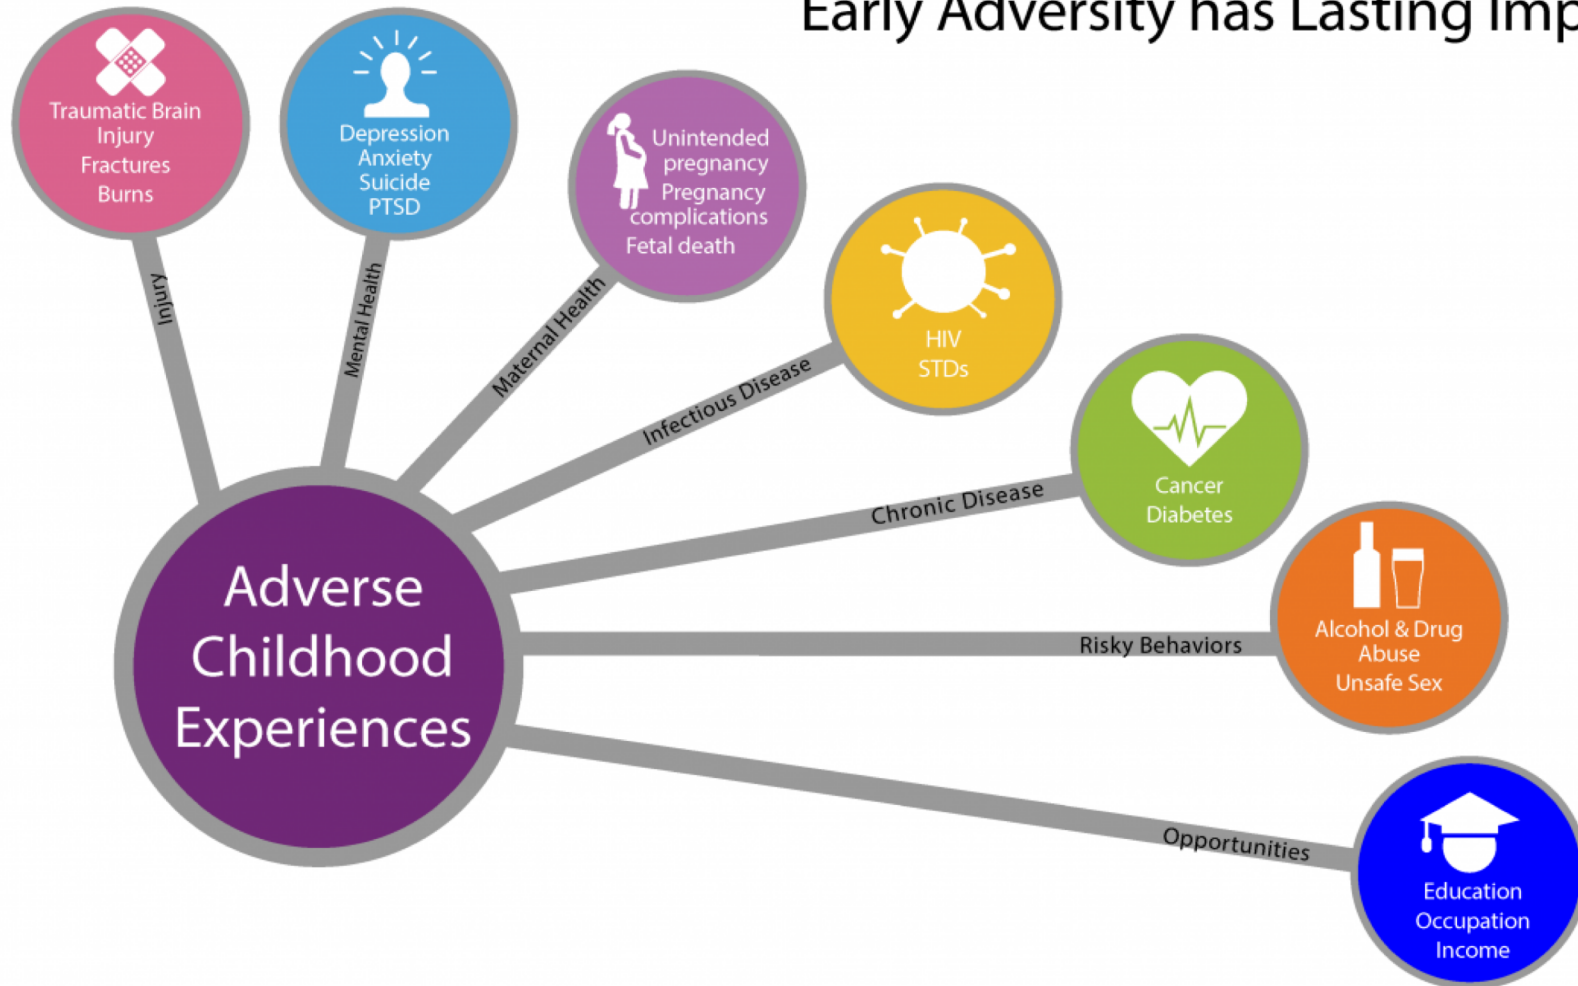 Early Adversity has Lasting Imp
Traumatic Brain
Injury
Fractures
Burns
Depression
Anxiety
Suicide
PTSD
Unintended
pregnancy
Pregnancy
complications
Fetal death
HIV
STDs
Cancer
Diabetes
Alcohol & Drug
Abuse
Unsafe Sex
Education
Occupation
Income
Injury
Mental Health
Maternal Health
Infectious Disease
Chronic Disease
Risky Behaviors
Opportunities
Adverse
Childhood
Experiences